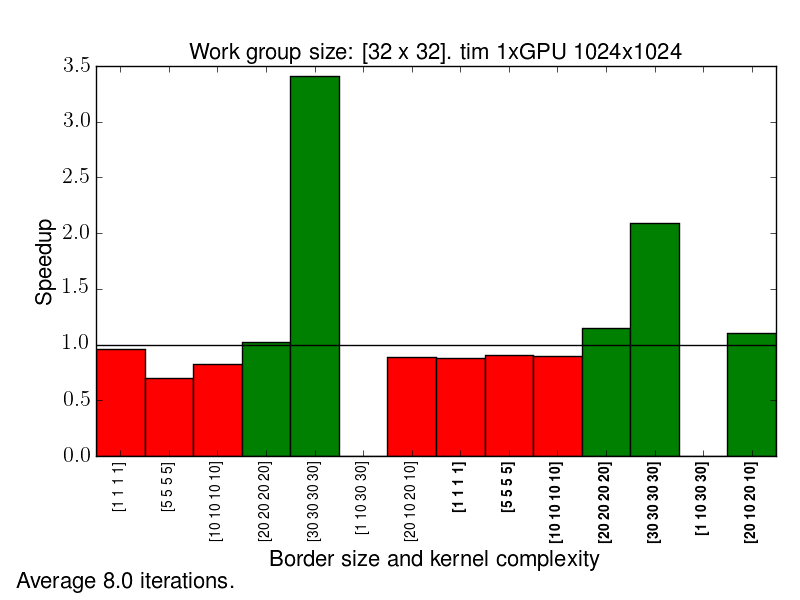 Work group size: [32 x 32]. tim 1xGPU 1024x1024
Speedup
3.5
3.0
2.5
2.0
1.5
1.0
0.5
0.0
[1 1 1 1]
[5 5 5 5]
[10 10 10 10]
[20 20 20 20]
[30 30 30 30]
[1 10 30 30]
[20 10 20 10]
[1 1 1 1]
[5 5 5 5]
[10 10 10 10]
[20 20 20 20]
[30 30 30 30]
[1 10 30 30]
[20 10 20 10]
Border size and kernel complexity
Average 8.0 iterations.